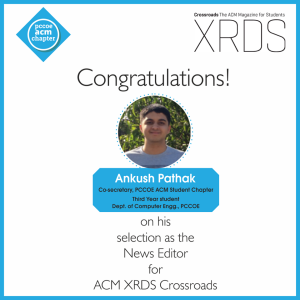 pccoe
acm
chapter
Crossroads The ACM Magazine for Students
XRDS
Congratulations!
Ankush Pathak
Co-secretary, PCCOE ACM Student Chapter
Third Year student
Dept. of Computer Engg., PCCOE
on his
selection as the
News Editor
for
ACM XRDS Crossroads